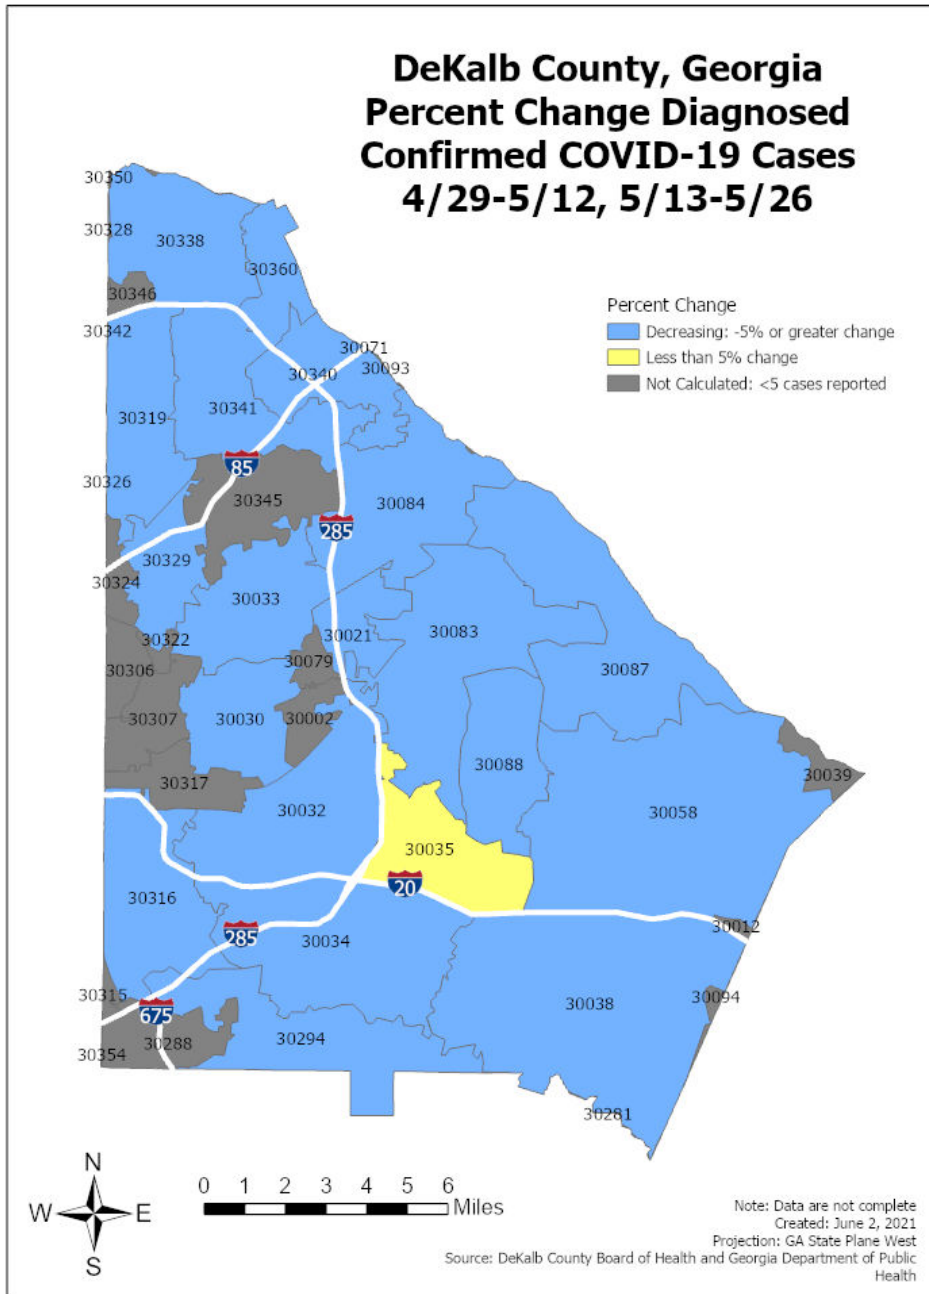 DeKalb County, Georgia
Percent Change Diagnosed
Confirmed COVID-19 Cases
4/29-5/12, 5/13-5/26
30350
30328
30338
30360
30346
30342
Percent Change
Decreasing: -5% or greater change
Less than 5% change
Not Calculated: <5 cases reported
30071
30093
30340
30341
30319
85
30326
30345
30084
285
30329
30324
30033
30322
30021
30083
30079
30306
30087
30307
30030
30002
30317
30088
30039
30032
30058
30035
20
30316
30012
285
30034
30315
30094
675
30038
30288
30294
30354
30281
N
W E
S
0 1 2 3 4 5 6
Miles
Note: Data are not complete
Created: June 2, 2021
Projection: GA State Plane West
Source: DeKalb County Board of Health and Georgia Department of Public
Health